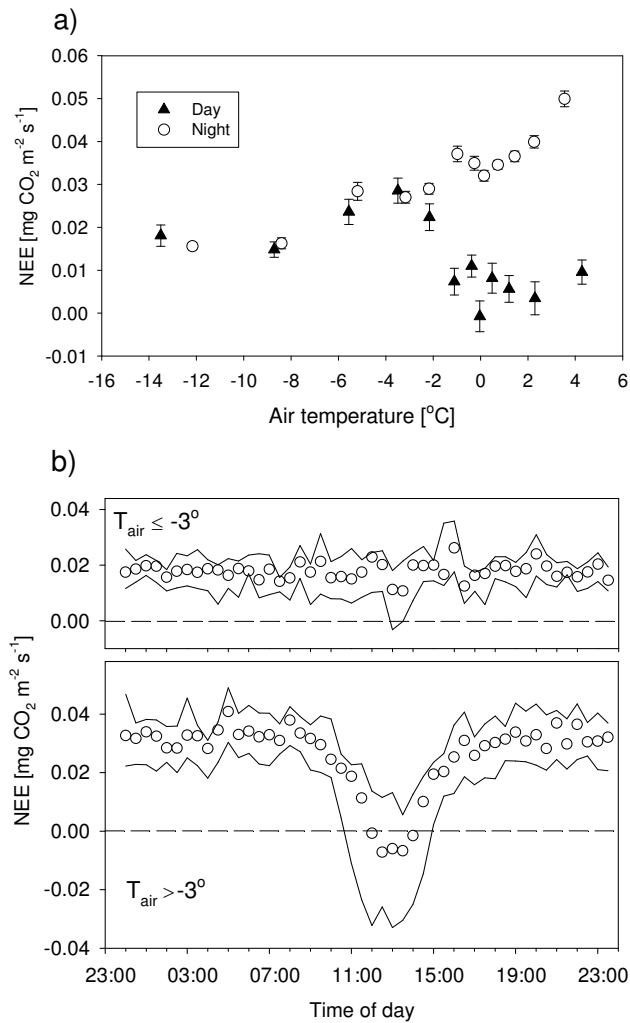 a)
0.06
0.05
0.04
0.03
0.02
0.01
0.00
-0.01
NEE [mg CO₂ m⁻² s⁻¹]
Day
Night
-16 -14 -12 -10 -8 -6 -4 -2 0 2 4 6
Air temperature [°C]
b)
T_air ≤ -3°
0.04
0.02
0.00
NEE [mg CO₂ m⁻² s⁻¹]
0.04
0.02
0.00
-0.02
-0.04
T_air > -3°
23:00 03:00 07:00 11:00 15:00 19:00 23:00
Time of day